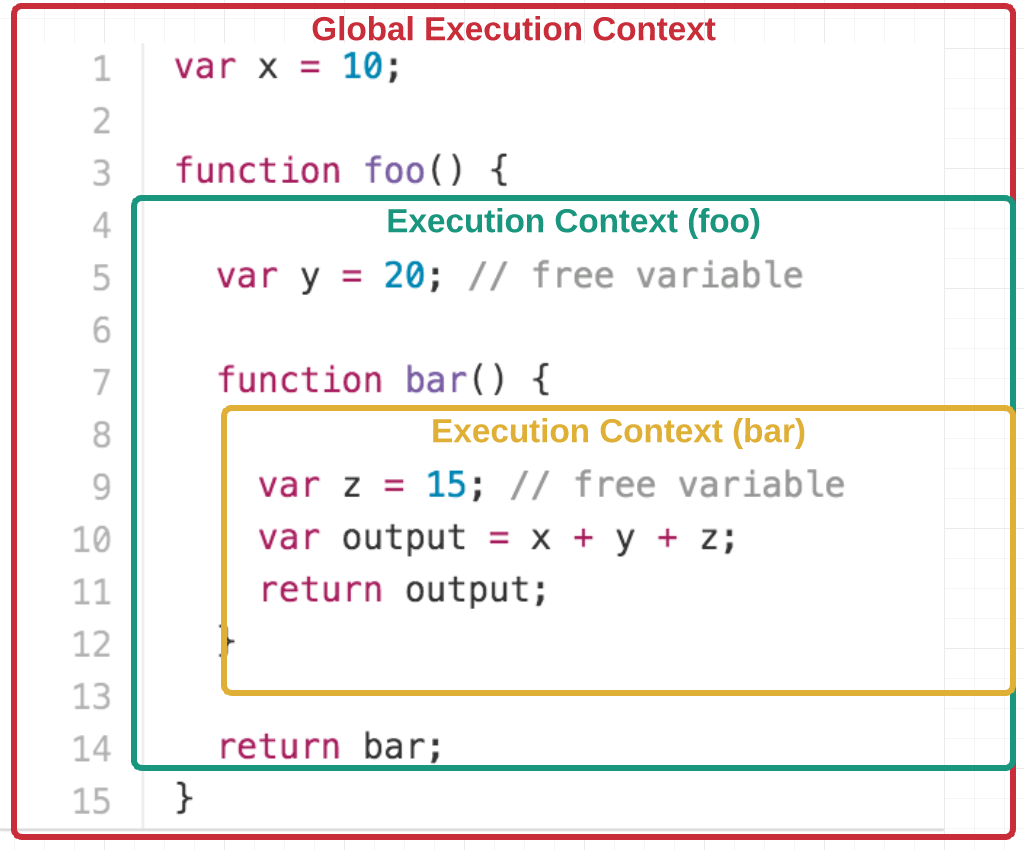 Global Execution Context
1 var x = 10;
2
3 function foo() {
4 Execution Context (foo)
5 var y = 20; // free variable
6
7 function bar() {
8 Execution Context (bar)
9 var z = 15; // free variable
10 var output = x + y + z;
11 return output;
12 }
13
14 return bar;
15 }